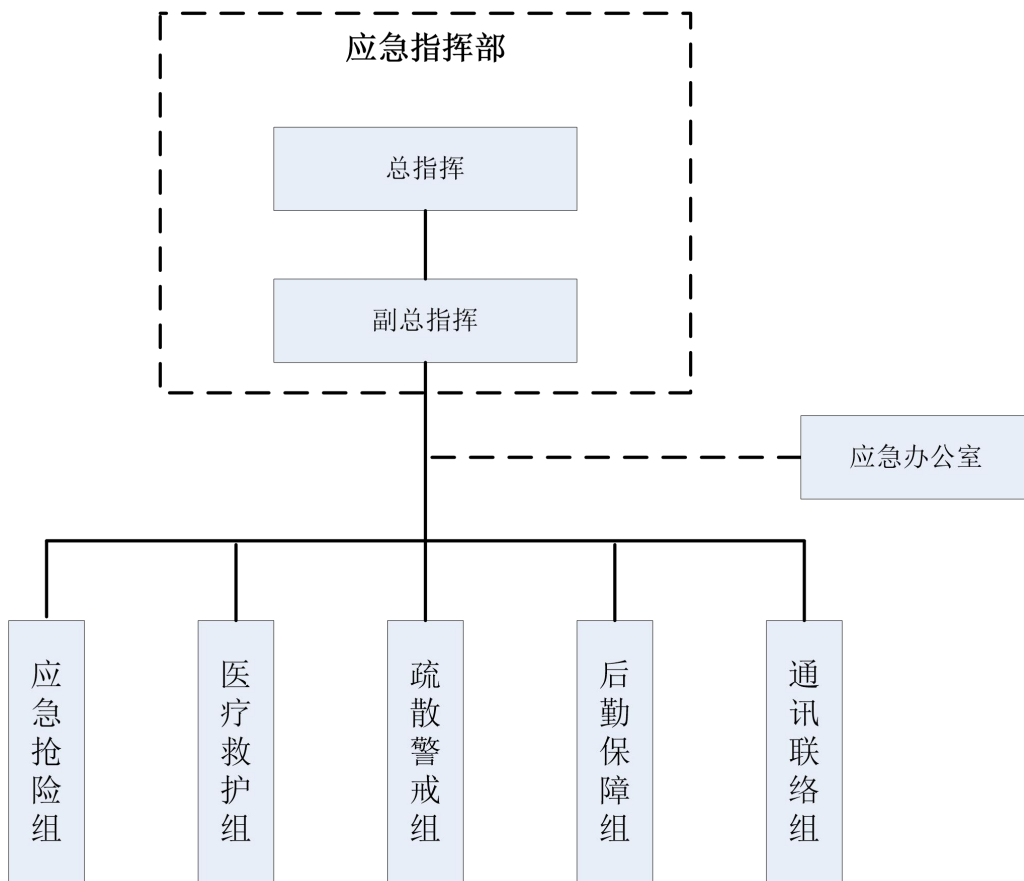 应急指挥部
总指挥
副总指挥
应急办公室
应急抢险组
医疗救护组
疏散警戒组
后勤保障组
通讯联络组